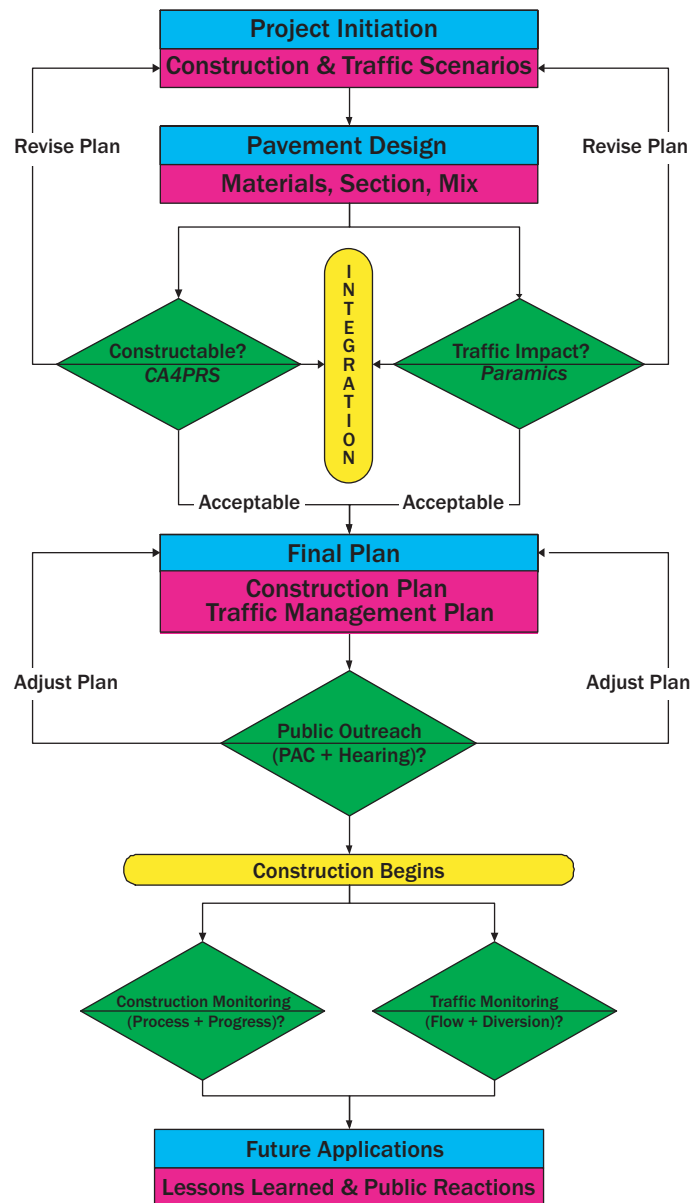 Project Initiation
Construction & Traffic Scenarios
Revise Plan
Revise Plan
Pavement Design
Materials, Section, Mix
INTEGRATION
Constructable?
CA4PRS
Traffic Impact?
Paramics
Acceptable
Acceptable
Final Plan
Construction Plan
Traffic Management Plan
Adjust Plan
Adjust Plan
Public Outreach
(PAC + Hearing)?
Construction Begins
Construction Monitoring
(Process + Progress)?
Traffic Monitoring
(Flow + Diversion)?
Future Applications
Lessons Learned & Public Reactions